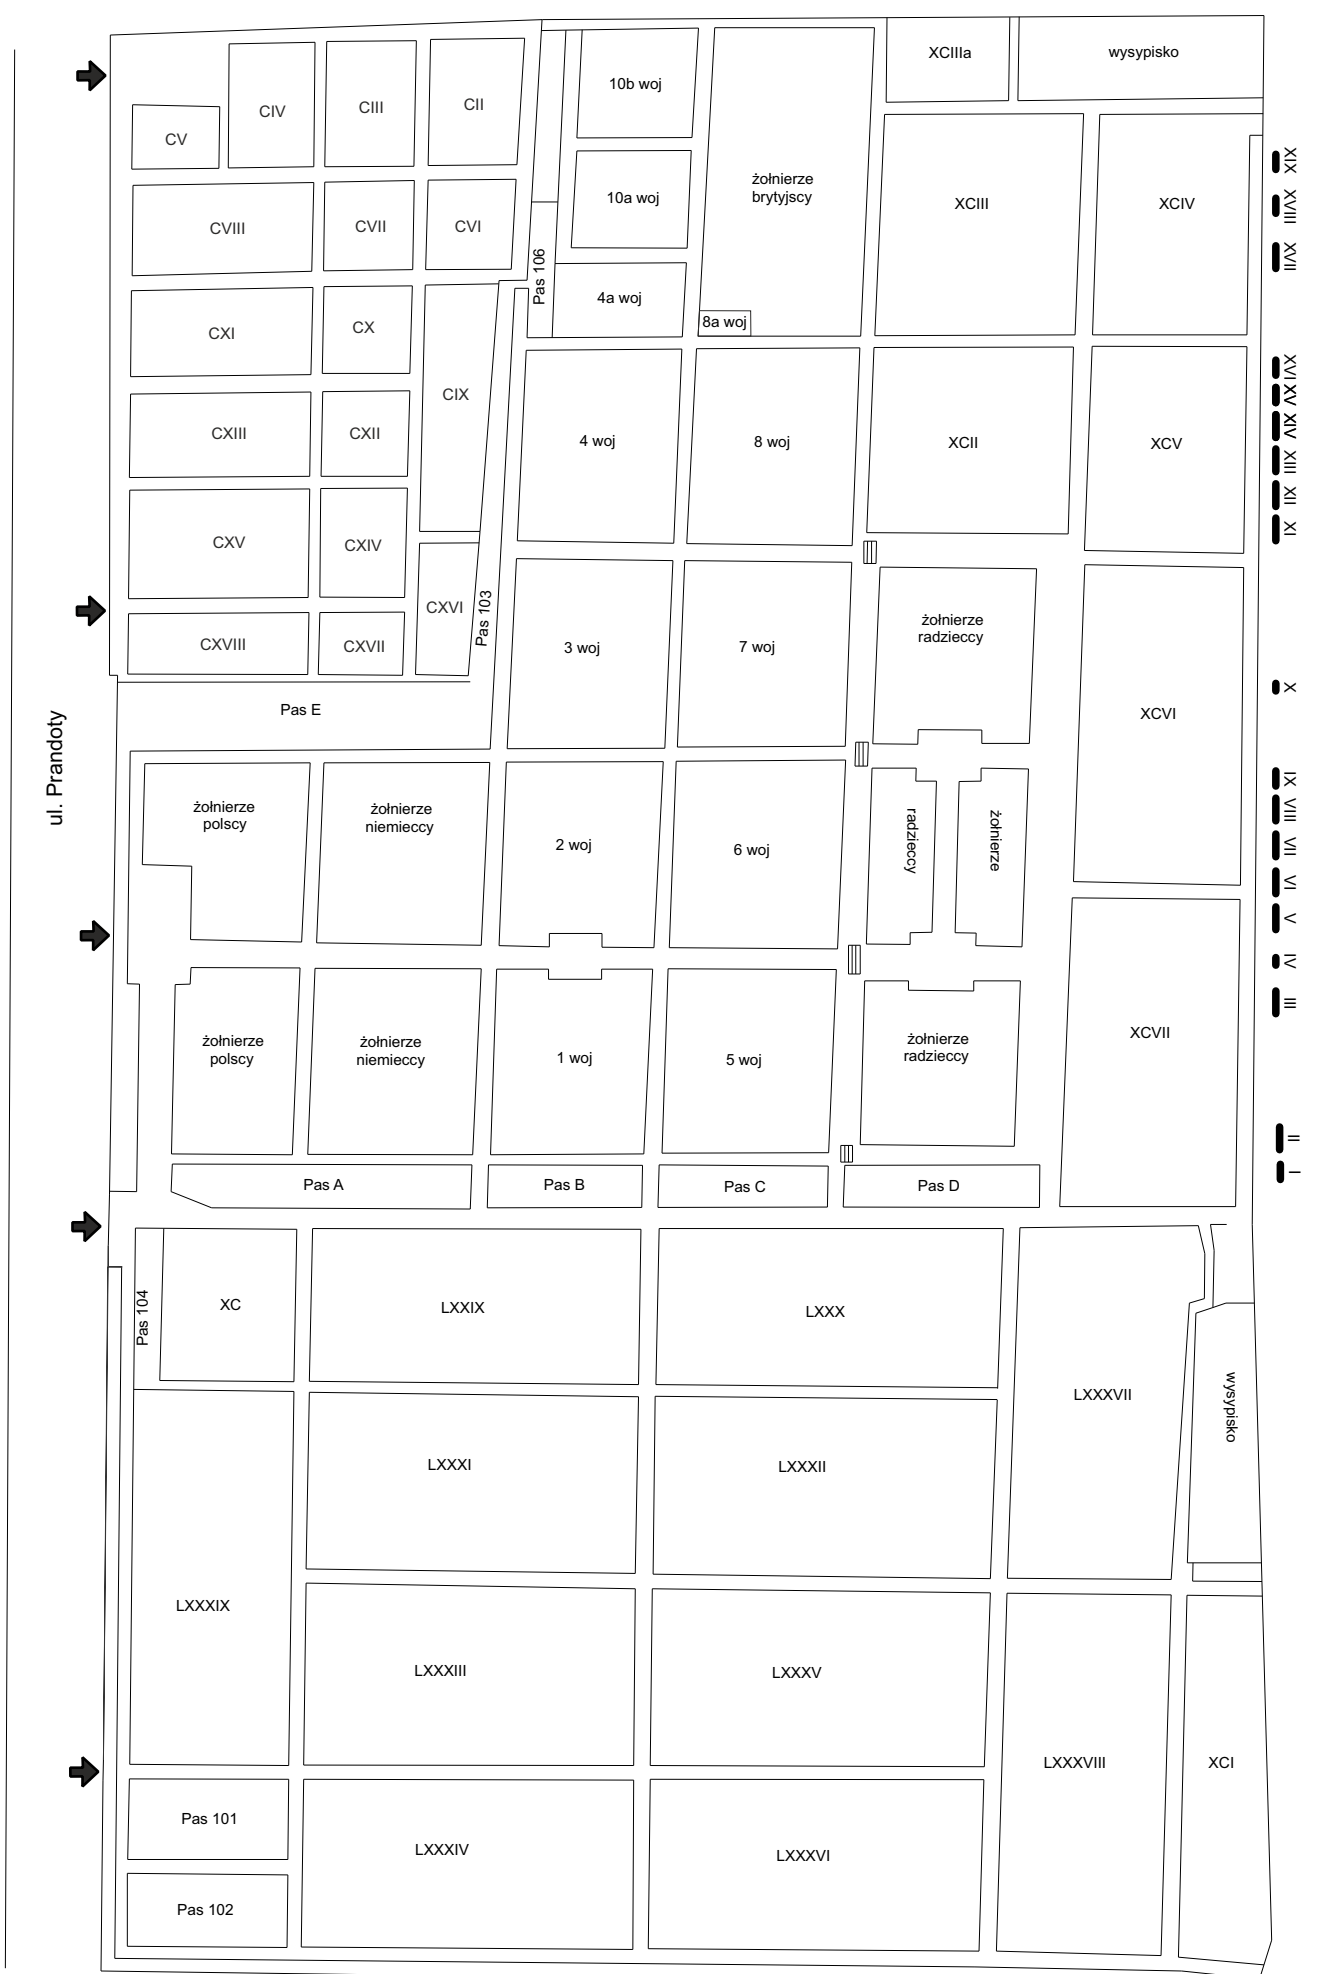 XCIIIa
wysypisko
10b woj
CIV
CIII
CII
CV
żołnierze
brytyjscy
10a woj
XCIII
XCIV
XIX
XVIII
XVII
CVIII
CVII
CVI
Pas 106
4a woj
8a woj
CXI
CX
CIX
XVI
XV
XIV
XIII
XII
XI
CXIII
CXII
4 woj
8 woj
XCII
XCV
CXV
CXIV
CXVI
Pas 103
żołnierze
radzieccy
CXVIII
CXVII
3 woj
7 woj
X
Pas E
XCVI
ul. Prandoty
żołnierze
polscy
żołnierze
niemieccy
2 woj
6 woj
radzieccy
żołnierze
IX
VIII
VII
VI
V
IV
III
żołnierze
polscy
żołnierze
niemieccy
1 woj
5 woj
żołnierze
radzieccy
XCVII
II
I
Pas A
Pas B
Pas C
Pas D
Pas 104
XC
LXXIX
LXXX
LXXXVII
wysypisko
LXXXI
LXXXII
LXXXIX
LXXXIII
LXXXV
LXXXVIII
XCI
Pas 101
LXXXIV
LXXXVI
Pas 102